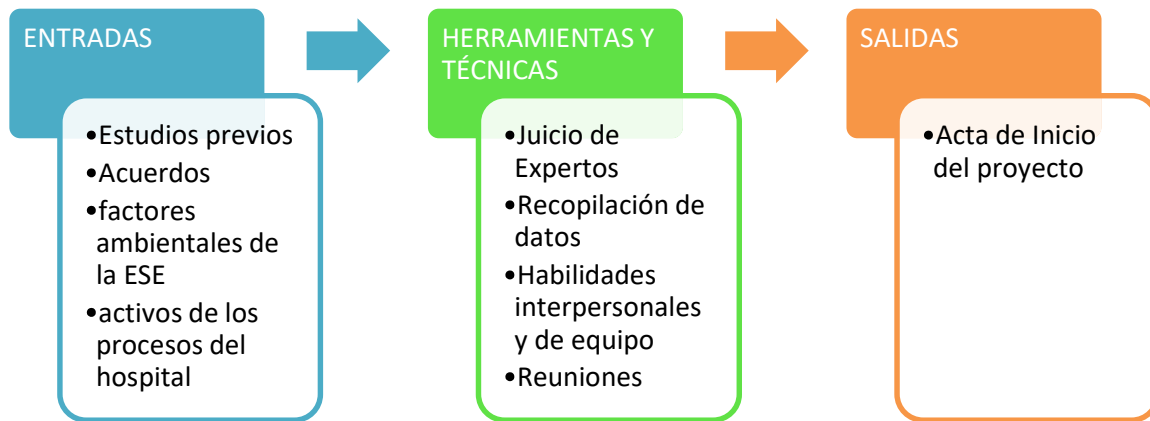 ENTRADAS
•Estudios previos
•Acuerdos
•factores
ambientales de
la ESE
•activos de los
procesos del
hospital
HERRAMIENTAS Y
TÉCNICAS
•Juicio de
Expertos
•Recopilación de
datos
•Habilidades
interpersonales
y de equipo
•Reuniones
SALIDAS
•Acta de Inicio
del proyecto